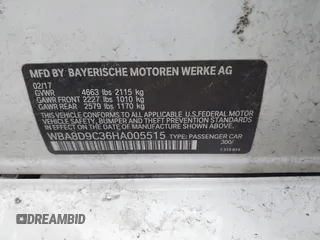 MFD BY BAYERISCHE MOTOREN WERKE AG
02/17
GVWR 4663 lbs 2115 kg
GAWR FRONT 2227 lbs 1010 kg
GAWR REAR 2579 lbs 1170 kg
THIS VEHICLE CONFORMS TO ALL APPLICABLE U.S. FEDERAL MOTOR
VEHICLE SAFETY, BUMPER, AND THEFT PREVENTION STANDARDS
IN EFFECT ON THE DATE OF MANUFACTURE SHOWN ABOVE.
WBA8D9C36HA005515 TYPE: PASSENGER CAR
300/